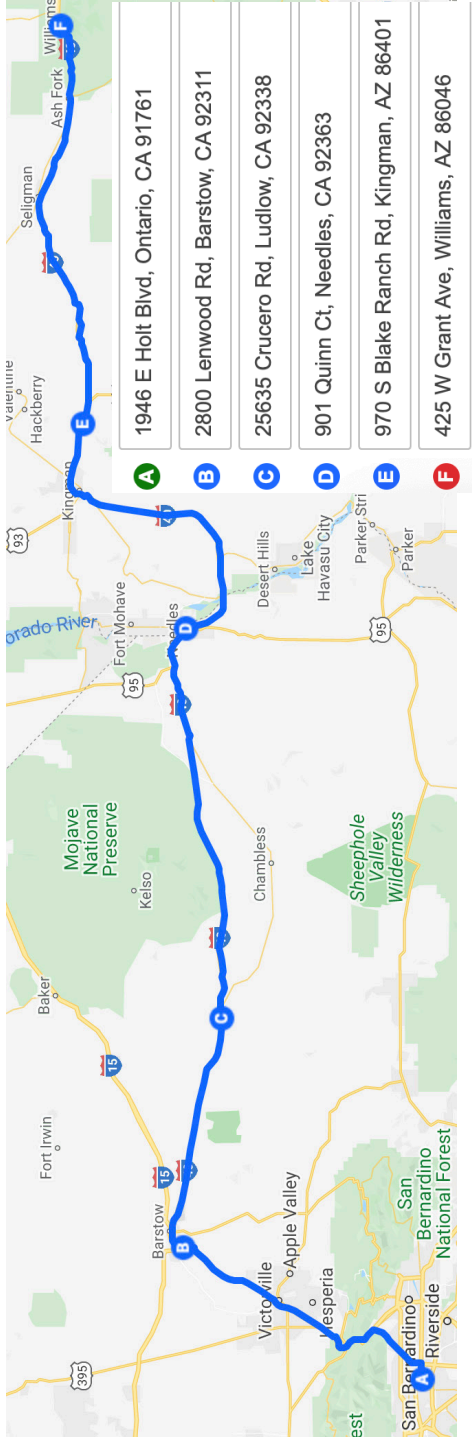 Williams
F
Ash Fork
Seligman
Valentine
Hackberry
E
Kingman
93
Fort Mohave
Needles
D
95
orado River
Desert Hills
Lake
Havasu City
Parker Stri
Parker
95
Mojave
National
Preserve
Kelso
Baker
Chambless
Sheephole
Valley
Wilderness
C
15
Fort Irwin
15
Barstow
B
395
Victorville
Apple Valley
Hesperia
San
Bernardino
National Forest
San Bernardino
Riverside
A
est
A
1946 E Holt Blvd, Ontario, CA 91761
B
2800 Lenwood Rd, Barstow, CA 92311
C
25635 Crucero Rd, Ludlow, CA 92338
D
901 Quinn Ct, Needles, CA 92363
E
970 S Blake Ranch Rd, Kingman, AZ 86401
F
425 W Grant Ave, Williams, AZ 86046